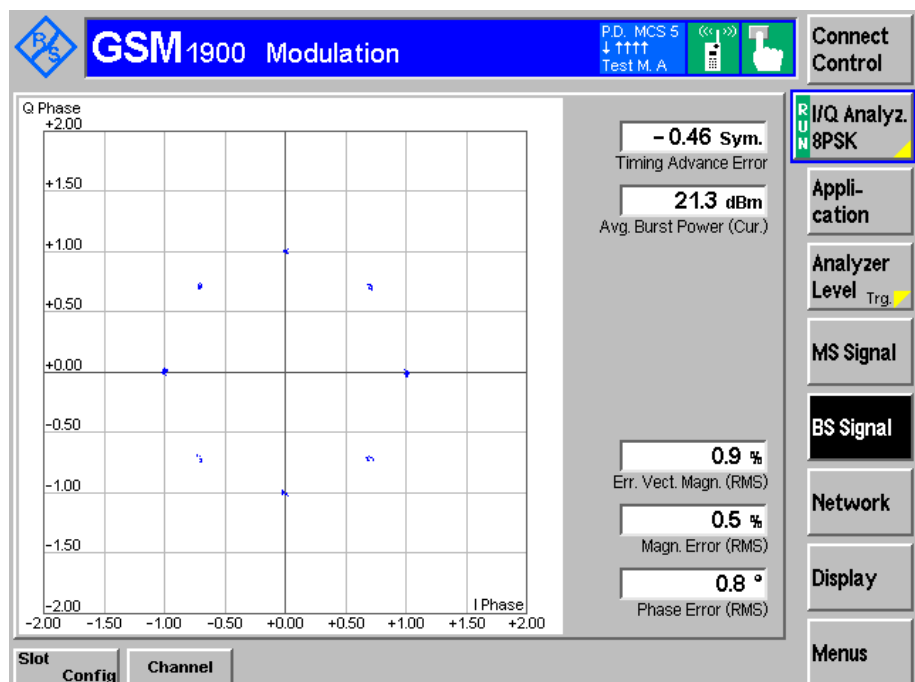 R&S
GSM 1900 Modulation
P.D. MCS 5
↓ ↑↑↑↑
Test M. A
Connect
Control
RUN
I/Q Analyz.
8PSK
Appli-
cation
Analyzer
Level Trg.
MS Signal
BS Signal
Network
Display
Menus
Q Phase
+2.00
+1.50
+1.00
+0.50
+0.00
-0.50
-1.00
-1.50
-2.00
I Phase
-2.00 -1.50 -1.00 -0.50 +0.00 +0.50 +1.00 +1.50 +2.00
- 0.46 Sym.
Timing Advance Error
21.3 dBm
Avg. Burst Power (Cur.)
0.9 %
Err. Vect. Magn. (RMS)
0.5 %
Magn. Error (RMS)
0.8 °
Phase Error (RMS)
Slot
Config
Channel